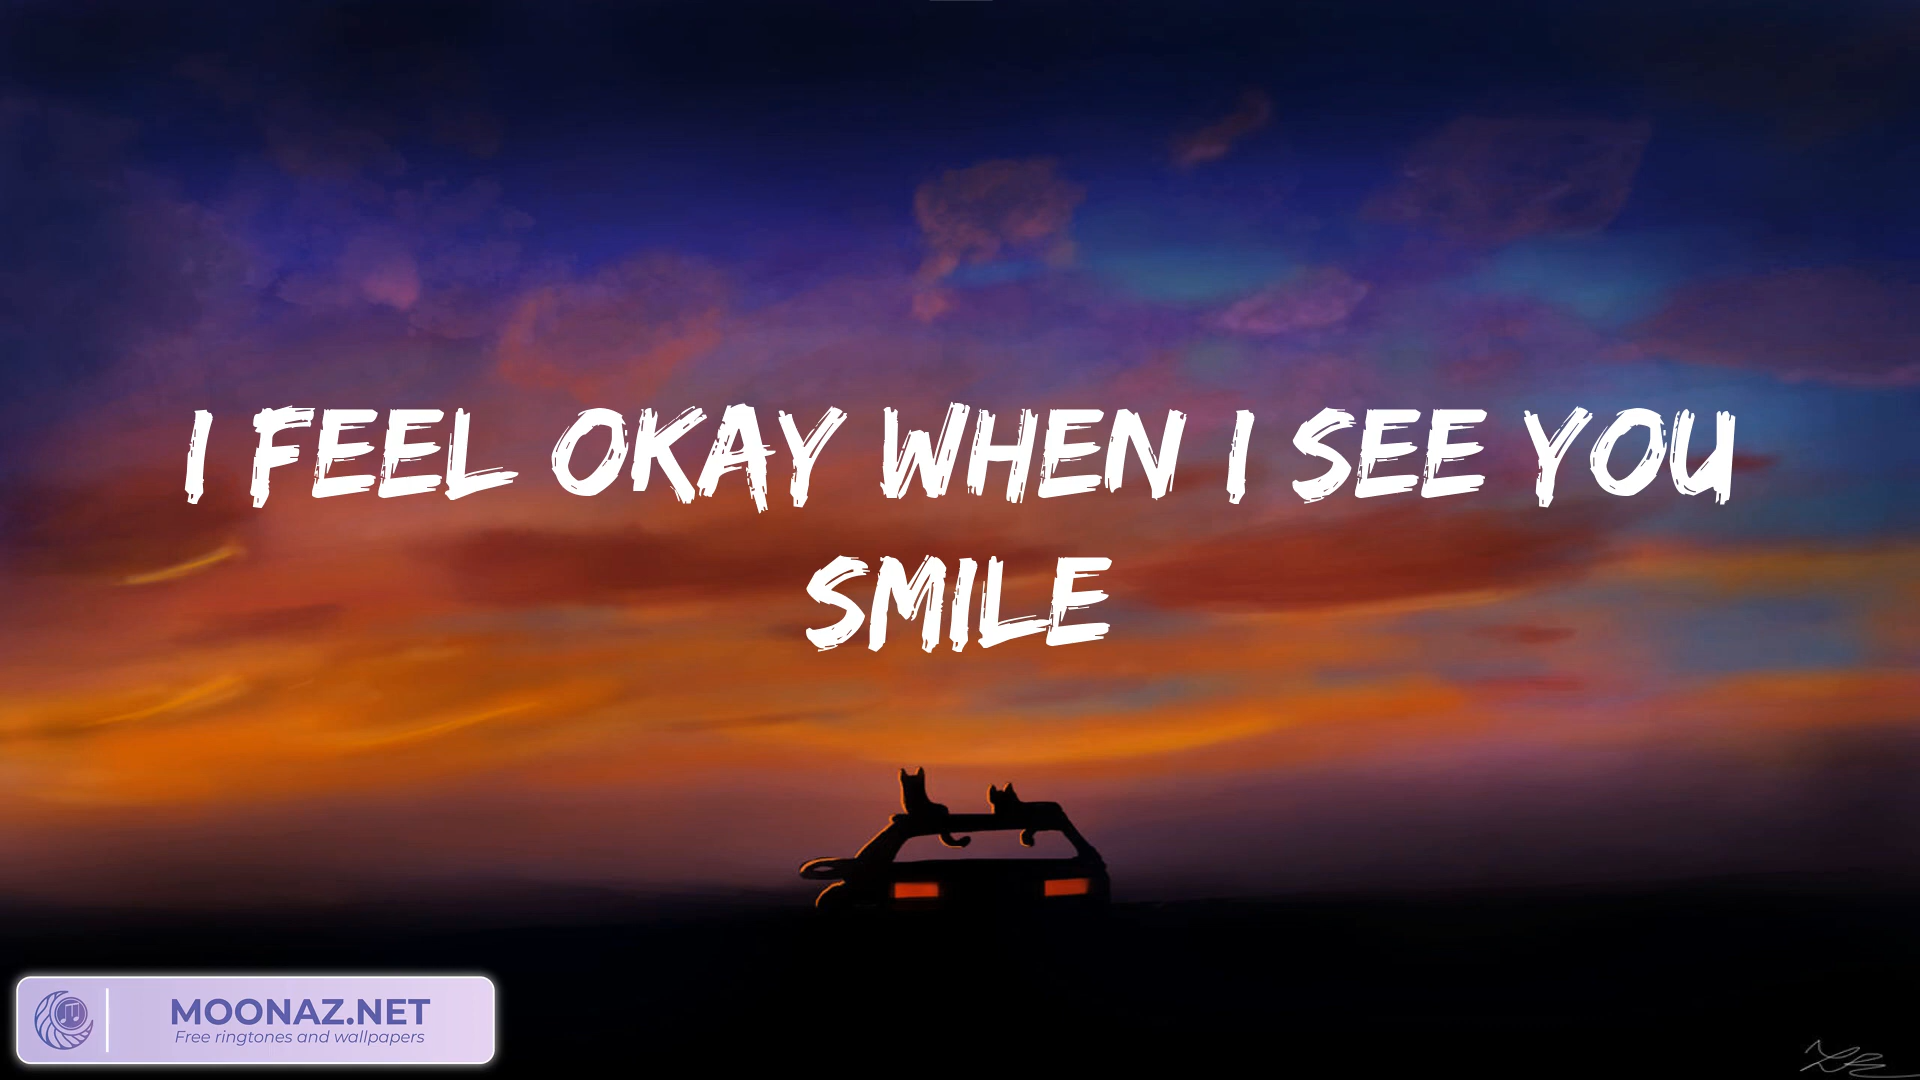 I FEEL OKAY WHEN I SEE YOU
SMILE
MOONAZ.NET
Free ringtones and wallpapers